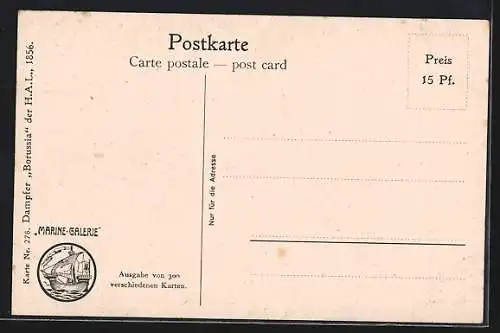 Postkarte
Carte postale — post card
Preis
15 Pf.
Karte Nr. 278. Dampfer „Borussia" der H.A.L., 1856.
Nur für die Adresse
„MARINE-GALERIE"
Ausgabe von 300
verschiedenen Karten.